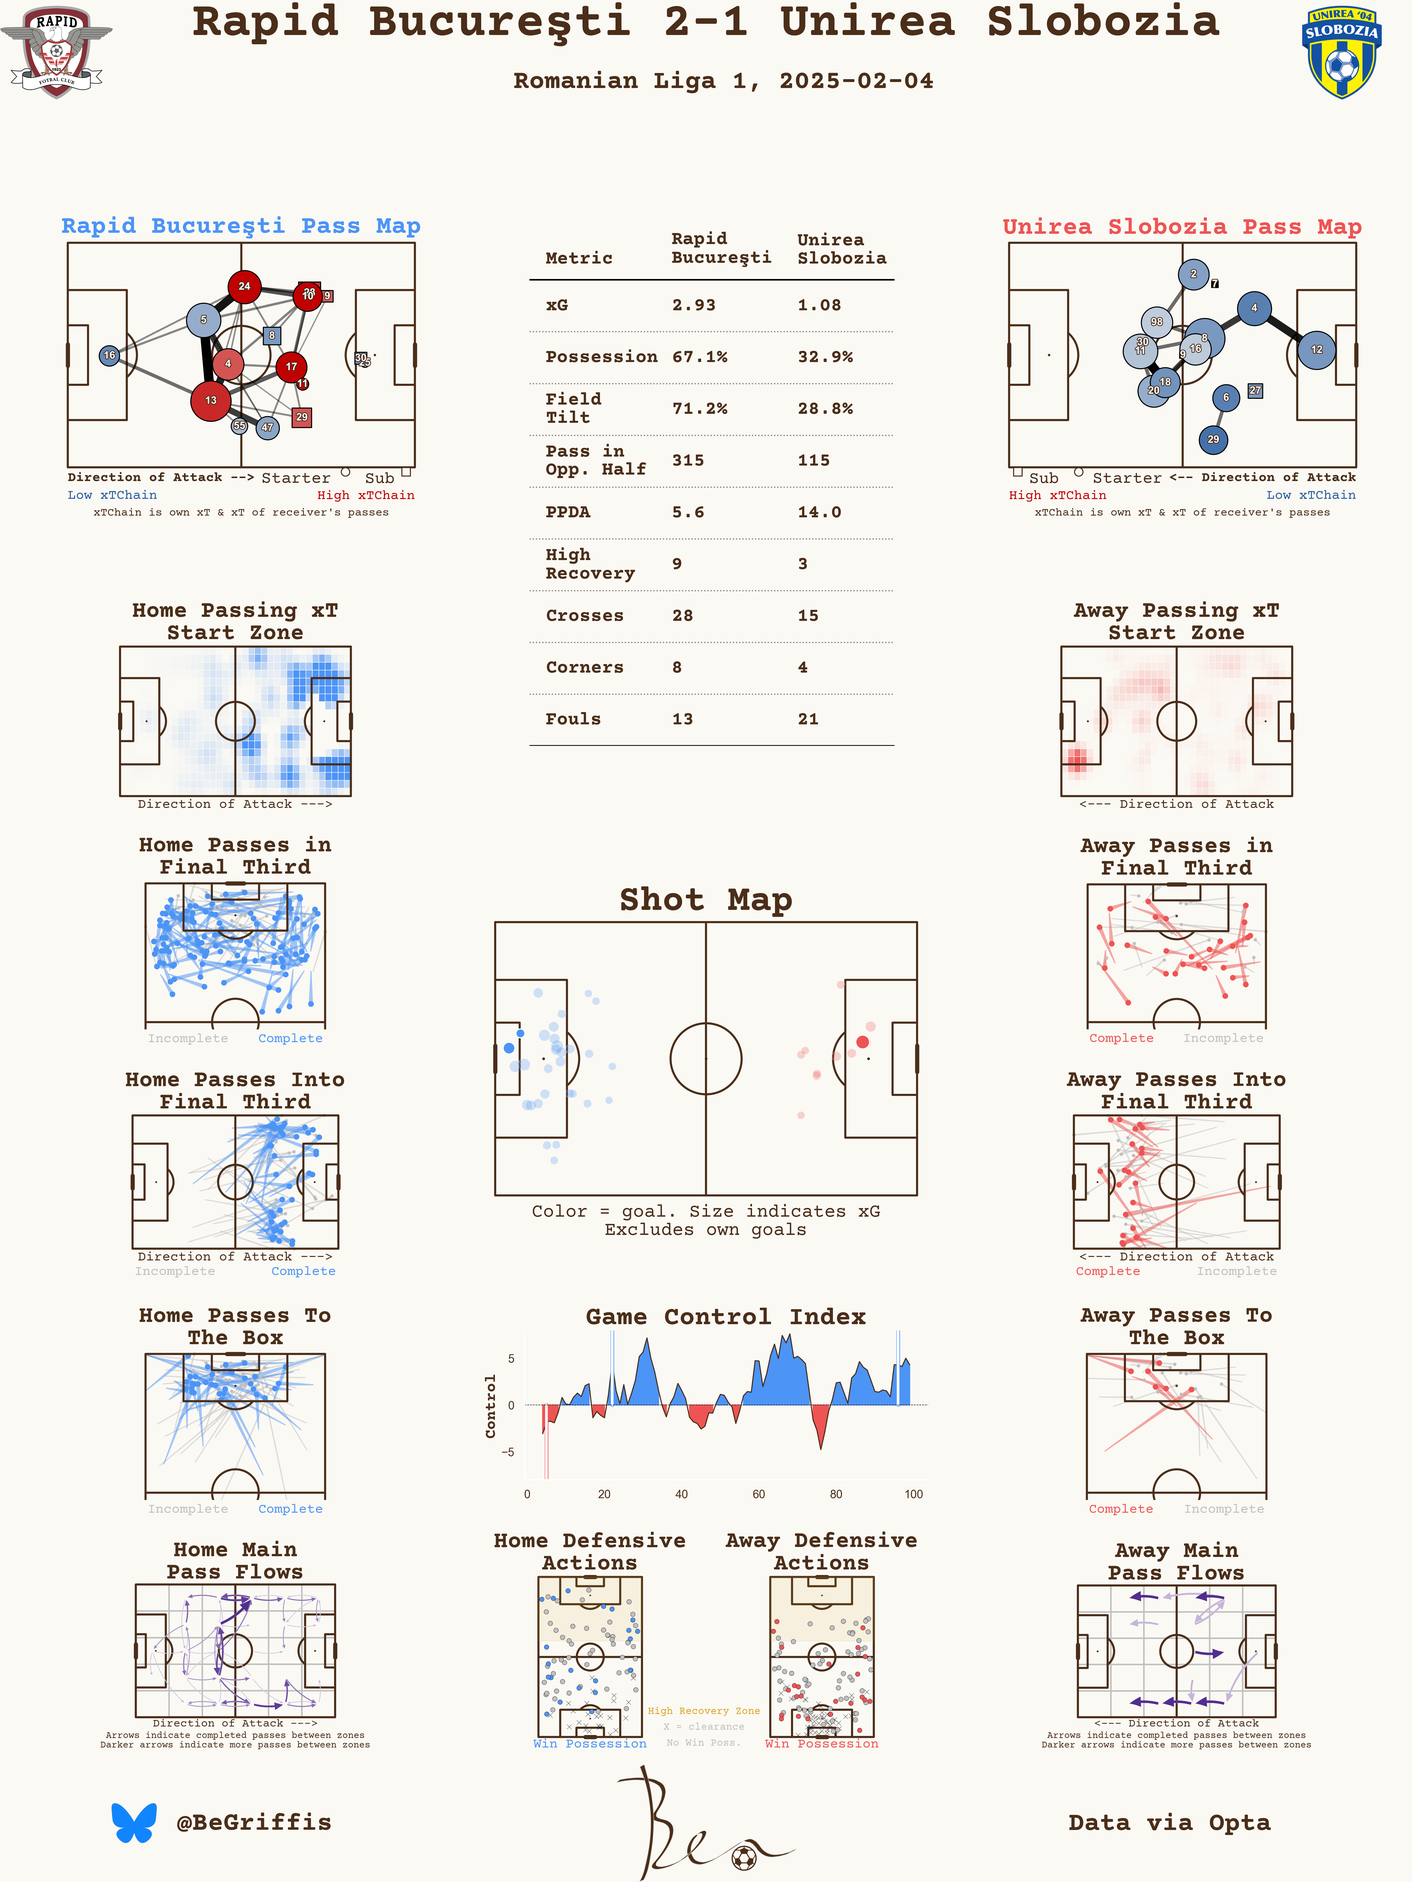 Rapid Bucureşti 2-1 Unirea Slobozia
Romanian Liga 1, 2025-02-04
RAPID
FOTBAL CLUB
UNIREA '04
SLOBOZIA
Rapid Bucureşti Pass Map
24
10
9
5
8
16
4
17
30
11
13
29
55
47
Direction of Attack --> Starter Sub
Low xTChain High xTChain
xTChain is own xT & xT of receiver's passes
Metric Rapid Bucureşti Unirea Slobozia
xG 2.93 1.08
Possession 67.1% 32.9%
Field Tilt 71.2% 28.8%
Pass in Opp. Half 315 115
PPDA 5.6 14.0
High Recovery 9 3
Crosses 28 15
Corners 8 4
Fouls 13 21
Unirea Slobozia Pass Map
2
7
4
98
30
8
11
9
16
12
18
20
6
27
29
Sub Starter <-- Direction of Attack
High xTChain Low xTChain
xTChain is own xT & xT of receiver's passes
Home Passing xT
Start Zone
Direction of Attack --->
Away Passing xT
Start Zone
<--- Direction of Attack
Home Passes in
Final Third
Incomplete Complete
Away Passes in
Final Third
Complete Incomplete
Shot Map
Color = goal. Size indicates xG
Excludes own goals
Home Passes Into
Final Third
Direction of Attack --->
Incomplete Complete
Away Passes Into
Final Third
<--- Direction of Attack
Complete Incomplete
Home Passes To
The Box
Incomplete Complete
Game Control Index
Control
5
0
−5
0 20 40 60 80 100
Away Passes To
The Box
Complete Incomplete
Home Main
Pass Flows
Direction of Attack --->
Arrows indicate completed passes between zones
Darker arrows indicate more passes between zones
Home Defensive
Actions
Win Possession
High Recovery Zone
X = clearance
No Win Poss.
Away Defensive
Actions
Win Possession
Away Main
Pass Flows
<--- Direction of Attack
Arrows indicate completed passes between zones
Darker arrows indicate more passes between zones
@BeGriffis
Ben
Data via Opta